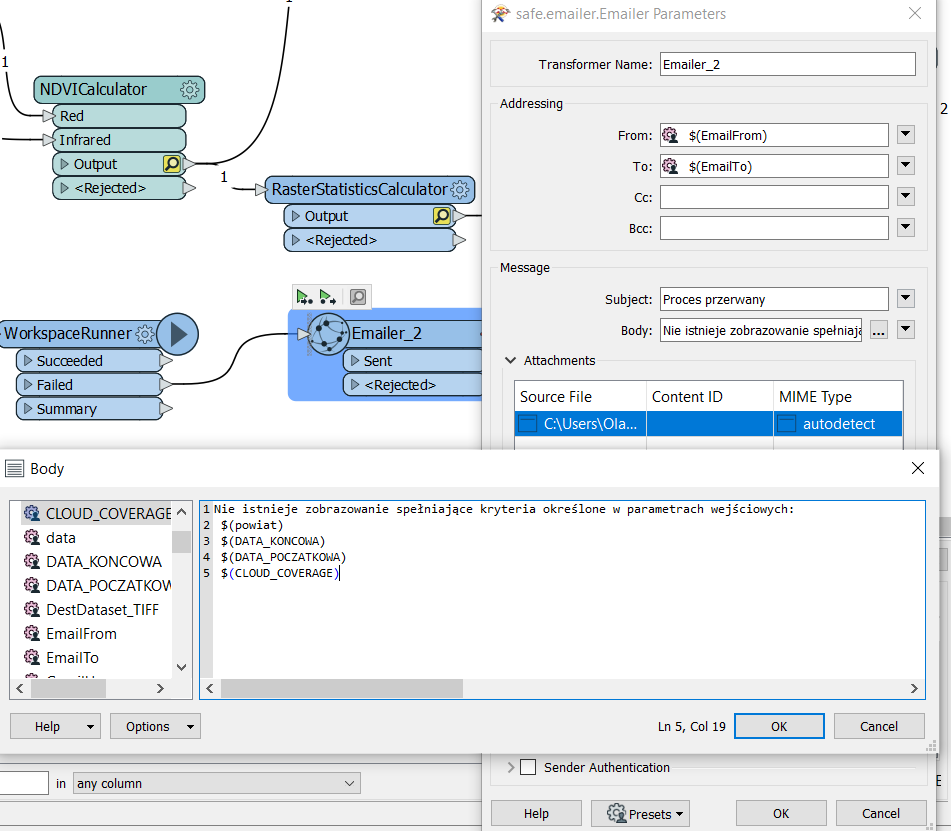 1
safe.emailer.Emailer Parameters
1
NDVICalculator
Red
Infrared
Output
<Rejected>
1
RasterStatisticsCalculator
Output
<Rejected>
2
Transformer Name: Emailer_2
Addressing
From: $(EmailFrom)
To: $(EmailTo)
Cc:
Bcc:
Message
Subject: Proces przerwany
Body: Nie istnieje zobrazowanie spełniają ...
Attachments
Source File Content ID MIME Type
C:\Users\Ola... autodetect
WorkspaceRunner
Succeeded
Failed
Summary
Emailer_2
Sent
<Rejected>
Body
CLOUD_COVERAGE
data
DATA_KONCOWA
DATA_POCZATKOW
DestDataset_TIFF
EmailFrom
EmailTo
1 Nie istnieje zobrazowanie spełniające kryteria określone w parametrach wejściowych:
2 $(powiat)
3 $(DATA_KONCOWA)
4 $(DATA_POCZATKOWA)
5 $(CLOUD_COVERAGE)
Help
Options
Ln 5, Col 19
OK
Cancel
in any column
Sender Authentication
E
Help
Presets
OK
Cancel